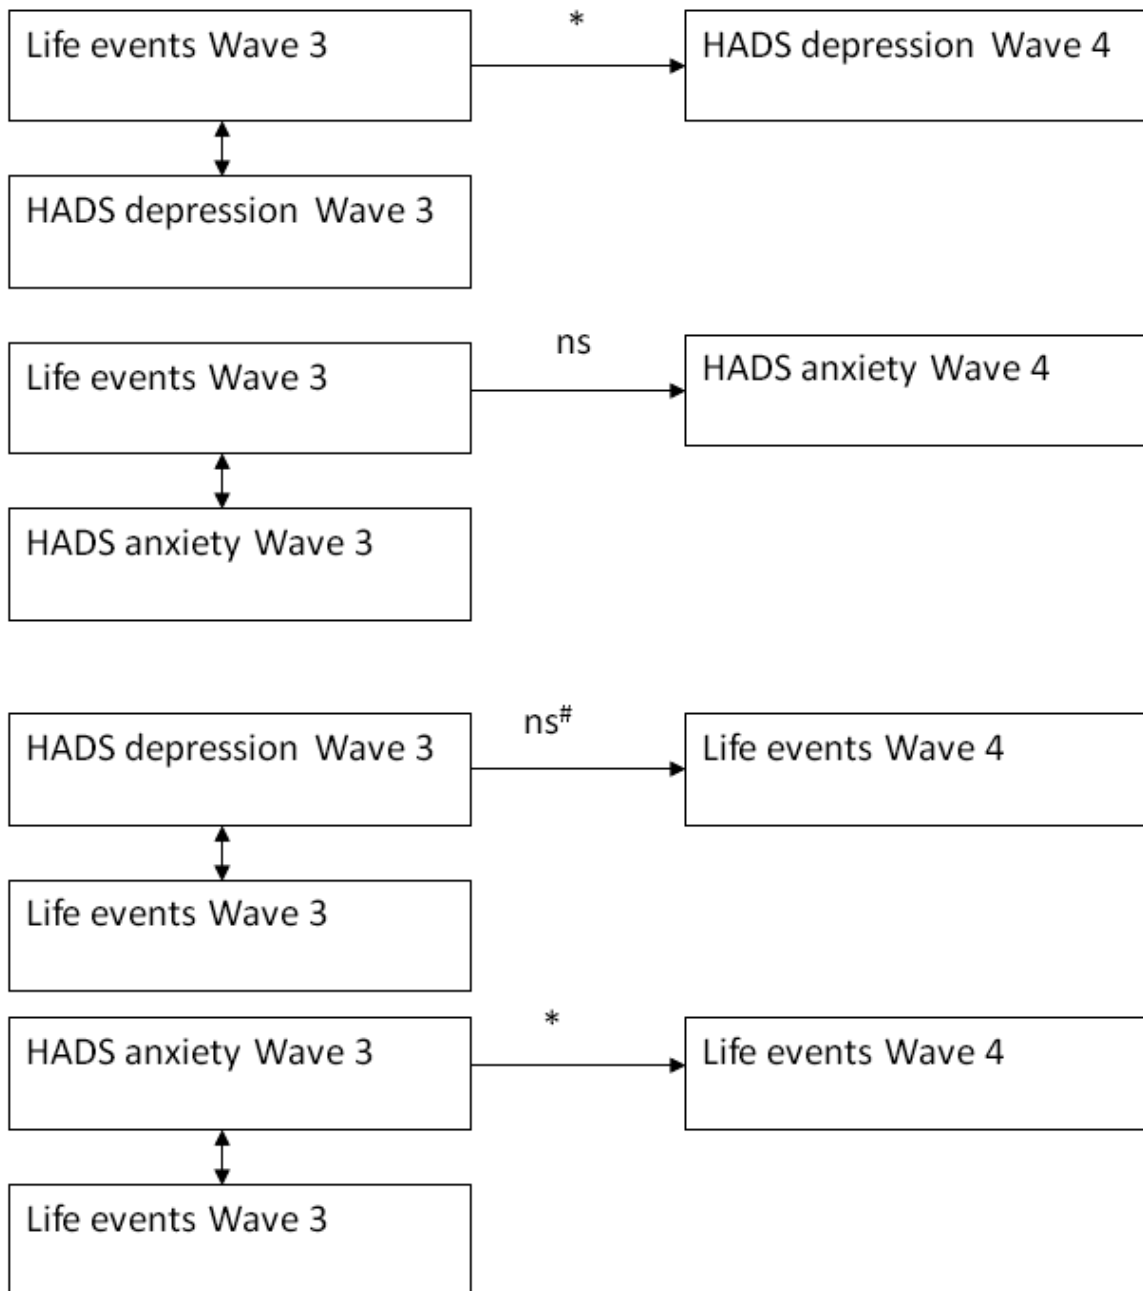 Life events Wave 3
*
HADS depression Wave 4
HADS depression Wave 3
Life events Wave 3
ns
HADS anxiety Wave 4
HADS anxiety Wave 3
HADS depression Wave 3
ns#
Life events Wave 4
Life events Wave 3
HADS anxiety Wave 3
*
Life events Wave 4
Life events Wave 3